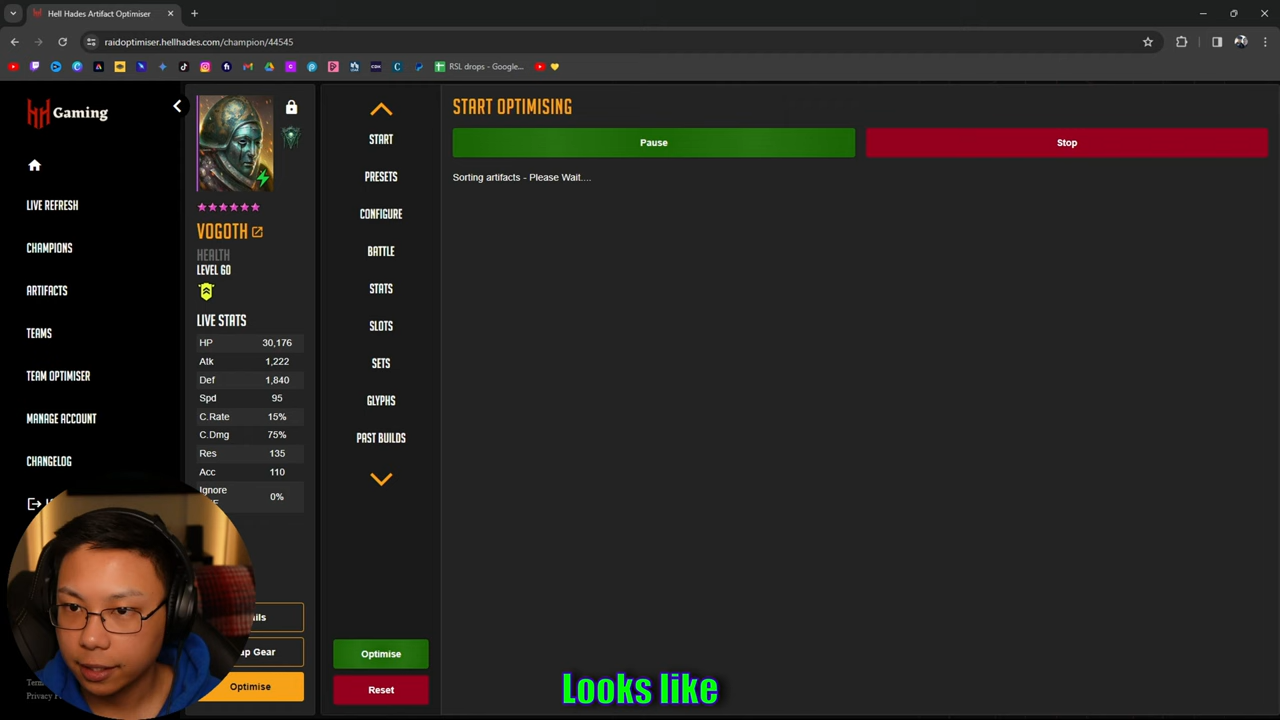 Hell Hades Artifact Optimiser
raidoptimiser.hellhades.com/champion/44545
RSL drops - Google...
Gaming
LIVE REFRESH
CHAMPIONS
ARTIFACTS
TEAMS
TEAM OPTIMISER
MANAGE ACCOUNT
CHANGELOG
VOGOTH
HEALTH
LEVEL 60
LIVE STATS
HP 30,176
Atk 1,222
Def 1,840
Spd 95
C.Rate 15%
C.Dmg 75%
Res 135
Acc 110
Ignore
0%
Optimise
START
PRESETS
CONFIGURE
BATTLE
STATS
SLOTS
SETS
GLYPHS
PAST BUILDS
Optimise
Reset
START OPTIMISING
Pause
Stop
Sorting artifacts - Please Wait....
Looks like